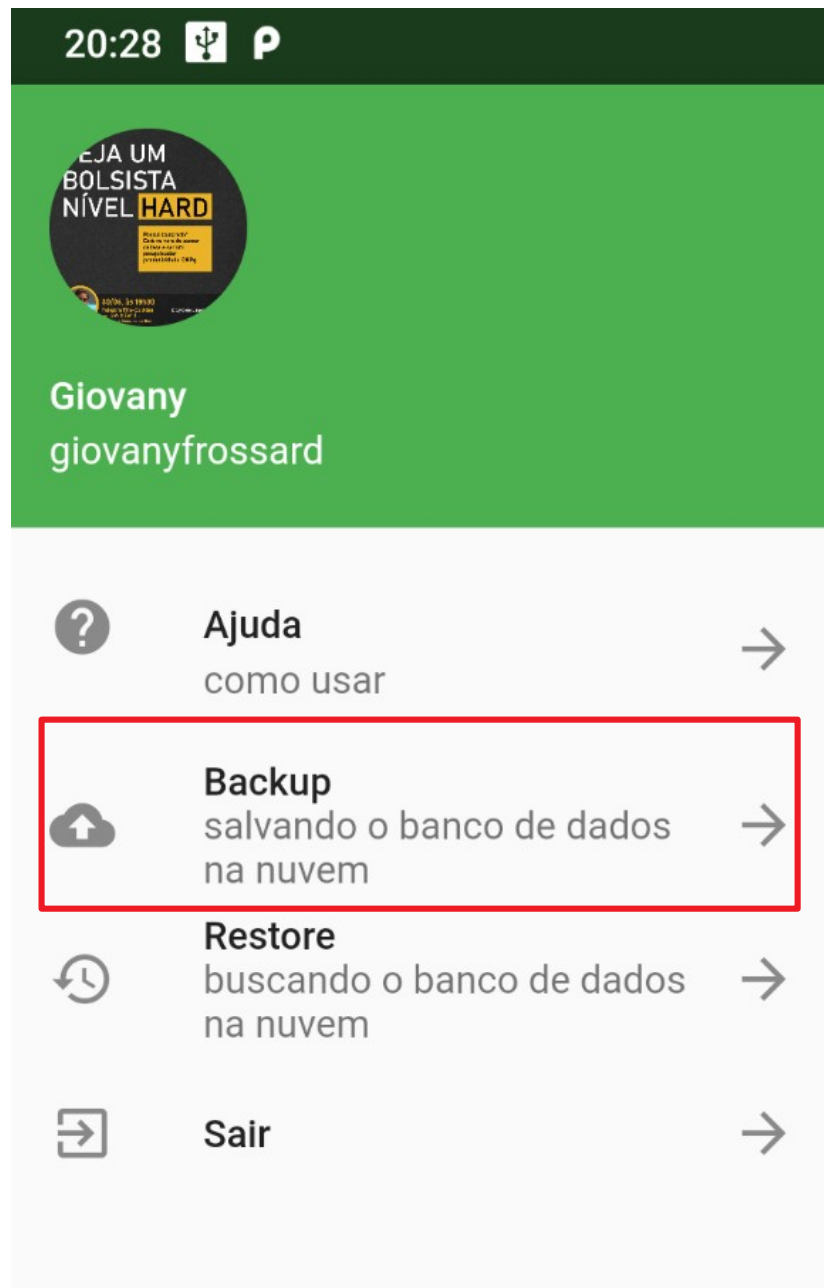 20:28
EJA UM
BOLSISTA
NÍVEL HARD
Giovany
giovanyfrossard
Ajuda
como usar
Backup
salvando o banco de dados
na nuvem
Restore
buscando o banco de dados
na nuvem
Sair